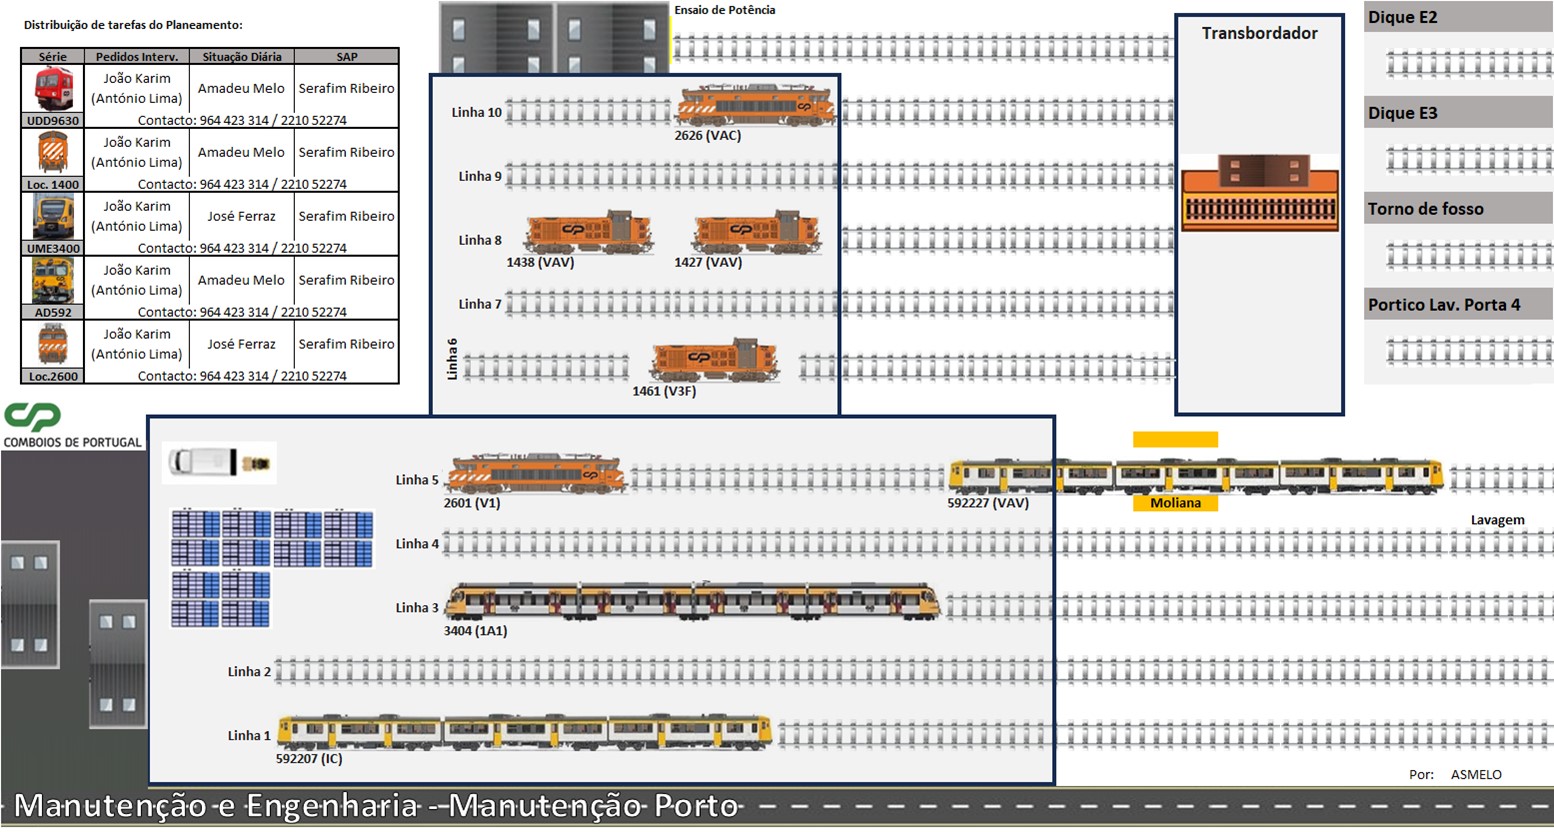 Distribuição de tarefas do Planeamento:
Série Pedidos Interv. Situação Diária SAP
João Karim
(António Lima) Amadeu Melo Serafim Ribeiro
UDD9630 Contacto: 964 423 314 / 2210 52274
João Karim
(António Lima) Amadeu Melo Serafim Ribeiro
Loc. 1400 Contacto: 964 423 314 / 2210 52274
João Karim
(António Lima) José Ferraz Serafim Ribeiro
UME3400 Contacto: 964 423 314 / 2210 52274
João Karim
(António Lima) Amadeu Melo Serafim Ribeiro
AD592 Contacto: 964 423 314 / 2210 52274
João Karim
(António Lima) José Ferraz Serafim Ribeiro
Loc.2600 Contacto: 964 423 314 / 2210 52274
CP
COMBOIOS DE PORTUGAL
Ensaio de Potência
Linha 10
2626 (VAC)
Linha 9
Linha 8
1438 (VAV) 1427 (VAV)
Linha 7
Linha 6
1461 (V3F)
Transbordador
Dique E2
Dique E3
Torno de fosso
Portico Lav. Porta 4
Linha 5
2601 (V1) 592227 (VAV) Moliana
Lavagem
Linha 4
Linha 3
3404 (1A1)
Linha 2
Linha 1
592207 (IC)
Por: ASMELO
Manutenção e Engenharia - Manutenção Porto